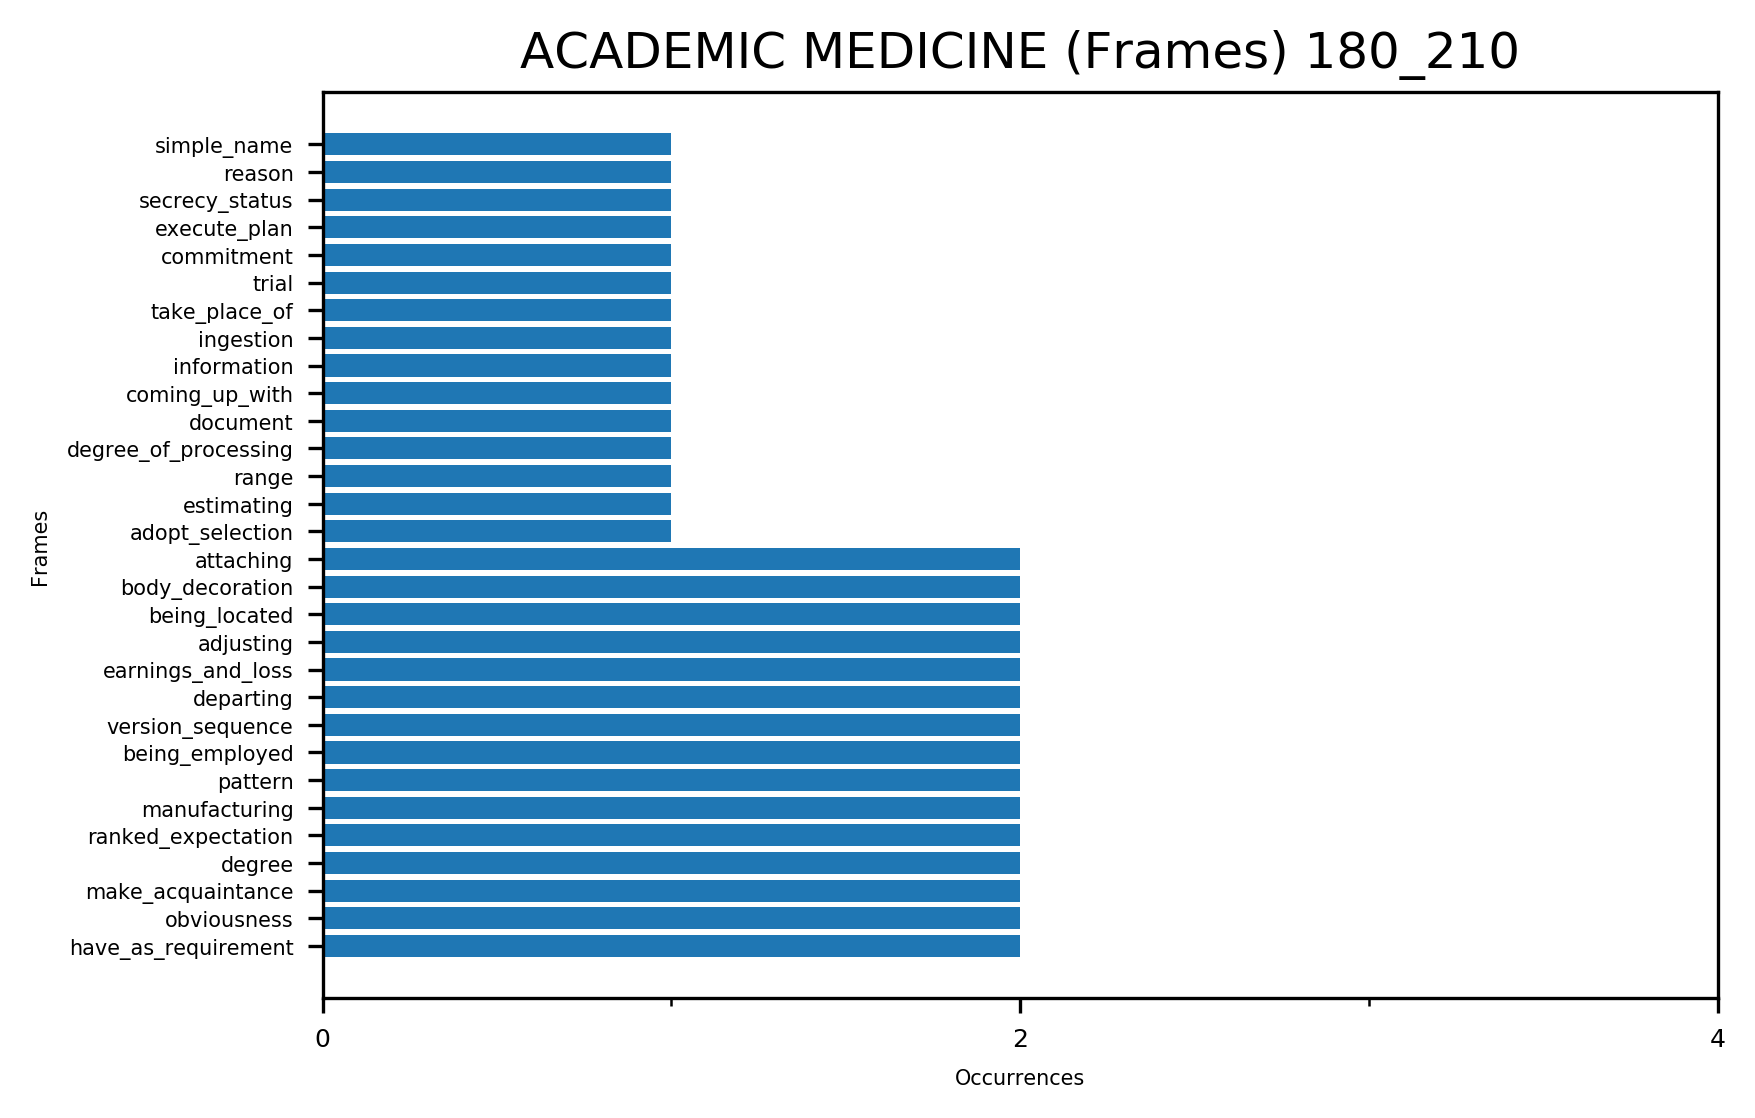 ACADEMIC MEDICINE (Frames) 180_210
simple_name
reason
secrecy_status
execute_plan
commitment
trial
take_place_of
ingestion
information
coming_up_with
document
degree_of_processing
range
estimating
adopt_selection
attaching
body_decoration
being_located
adjusting
earnings_and_loss
departing
version_sequence
being_employed
pattern
manufacturing
ranked_expectation
degree
make_acquaintance
obviousness
have_as_requirement
Frames
0 2 4
Occurrences